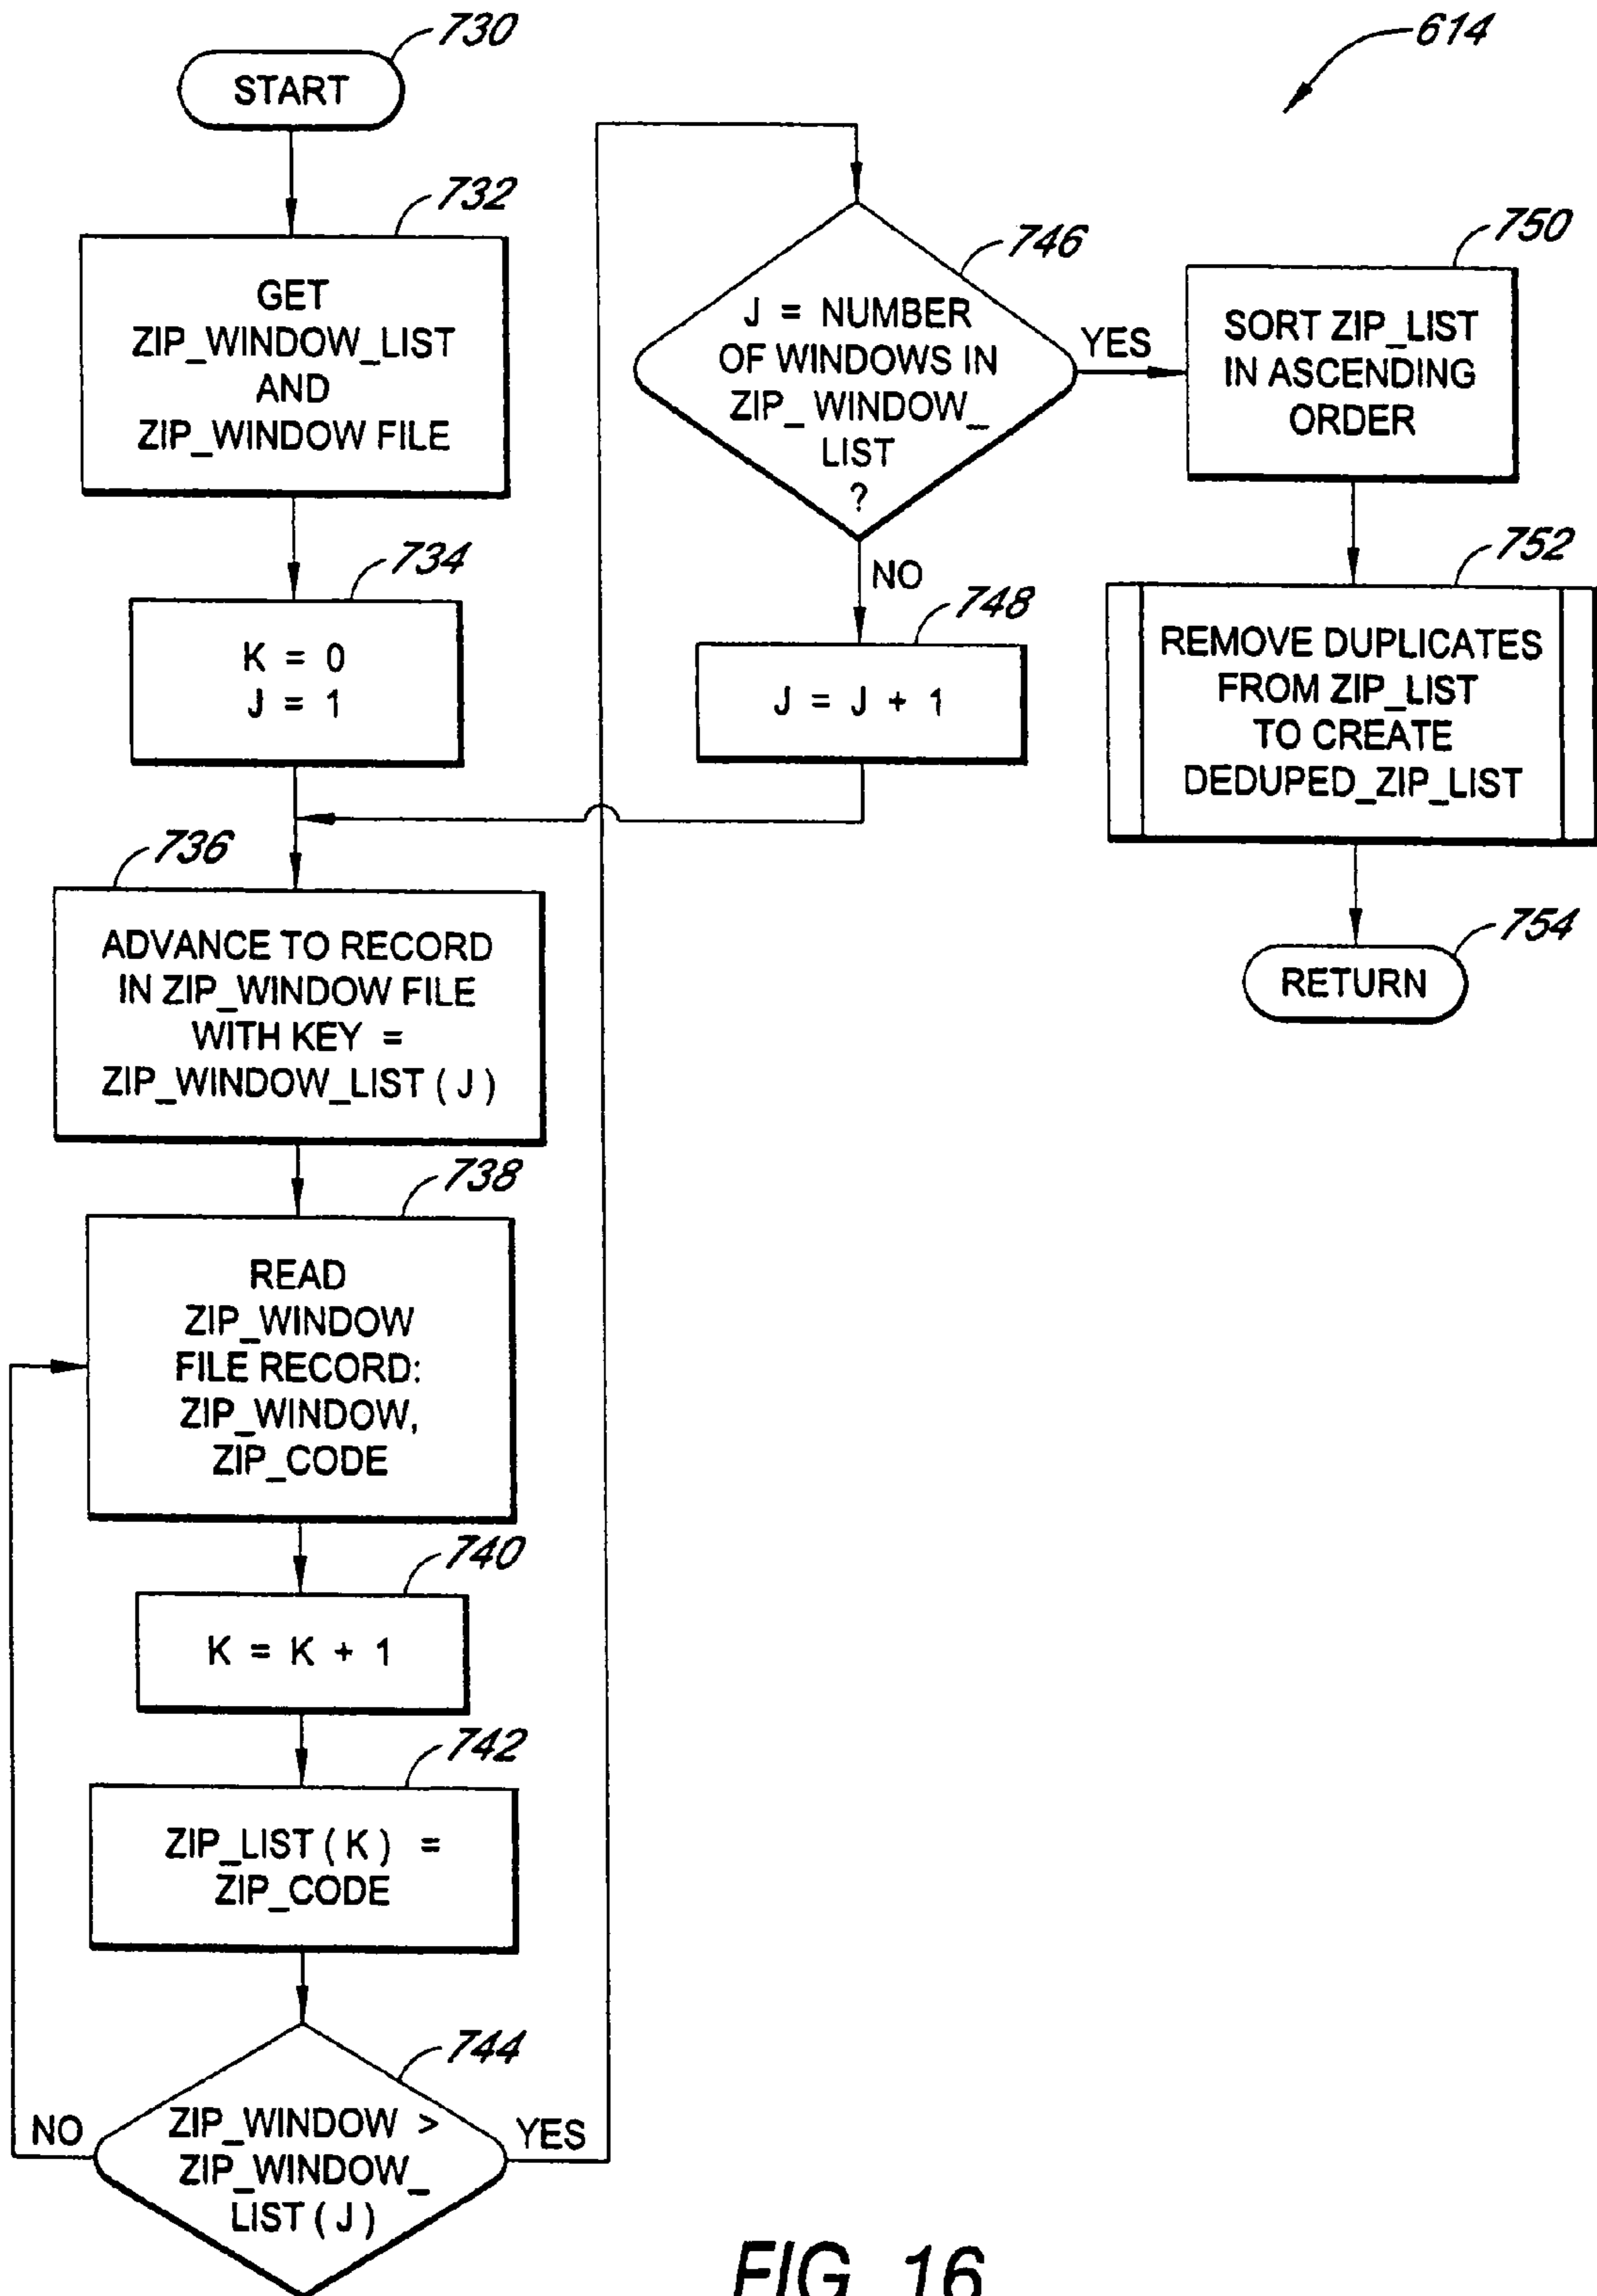 730
START
732
GET
ZIP_WINDOW_LIST
AND
ZIP_WINDOW FILE
734
K = 0
J = 1
736
ADVANCE TO RECORD
IN ZIP_WINDOW FILE
WITH KEY =
ZIP_WINDOW_LIST ( J )
738
READ
ZIP_WINDOW
FILE RECORD:
ZIP_WINDOW,
ZIP_CODE
740
K = K + 1
742
ZIP_LIST ( K ) =
ZIP_CODE
744
ZIP_WINDOW >
ZIP_WINDOW_
LIST ( J )
NO
YES
614
746
J = NUMBER
OF WINDOWS IN
ZIP_WINDOW_
LIST
?
YES
NO
748
J = J + 1
750
SORT ZIP_LIST
IN ASCENDING
ORDER
752
REMOVE DUPLICATES
FROM ZIP_LIST
TO CREATE
DEDUPED_ZIP_LIST
754
RETURN
FIG. 16